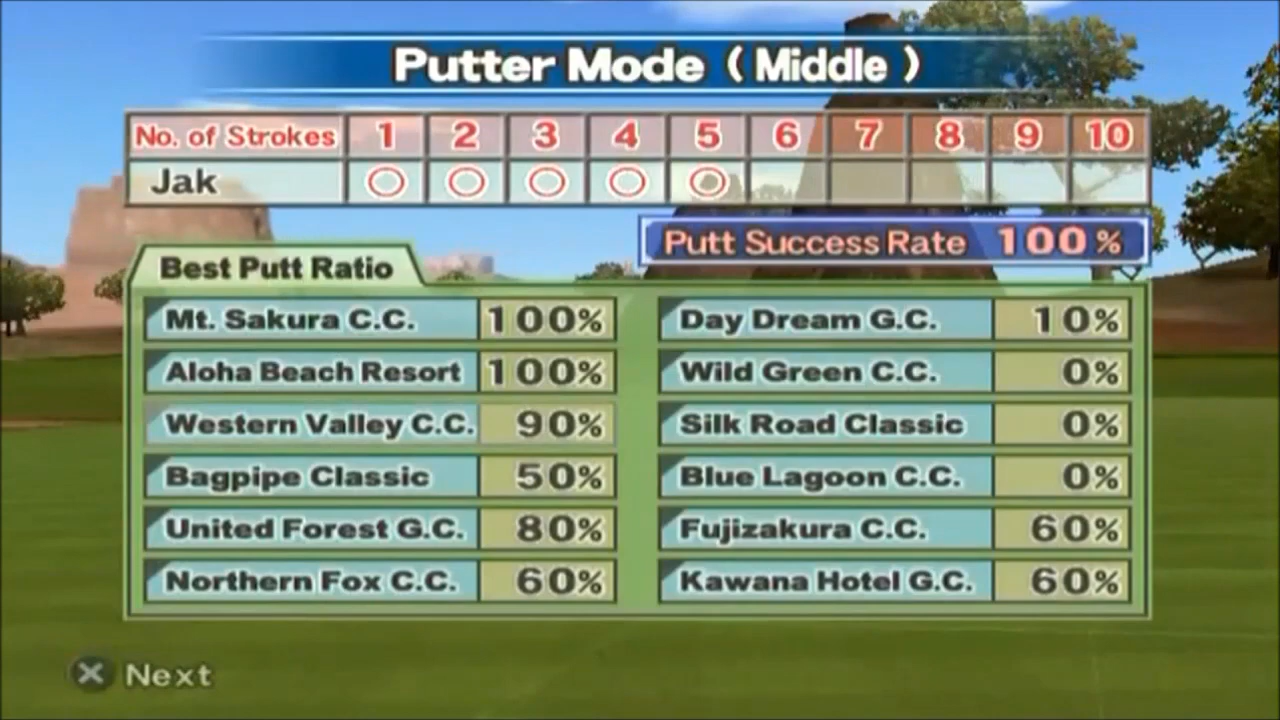 Putter Mode ( Middle )
No. of Strokes 1 2 3 4 5 6 7 8 9 10
Jak
Putt Success Rate 100 %
Best Putt Ratio
Mt. Sakura C.C. 100% Day Dream G.C. 10%
Aloha Beach Resort 100% Wild Green C.C. 0%
Western Valley C.C. 90% Silk Road Classic 0%
Bagpipe Classic 50% Blue Lagoon C.C. 0%
United Forest G.C. 80% Fujizakura C.C. 60%
Northern Fox C.C. 60% Kawana Hotel G.C. 60%
Next